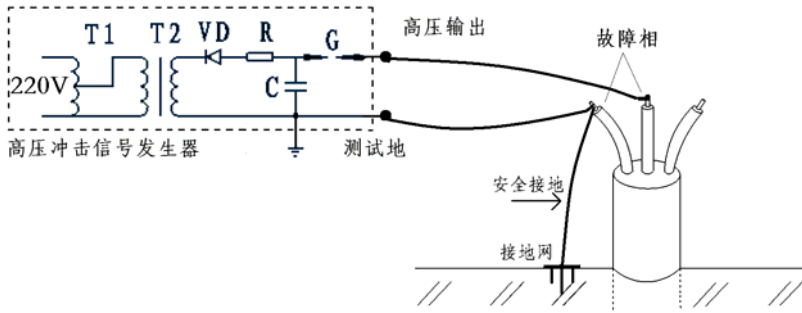 T1 T2 VD R G 高压输出
故障相
220V
C
高压冲击信号发生器 测试地
安全接地
接地网